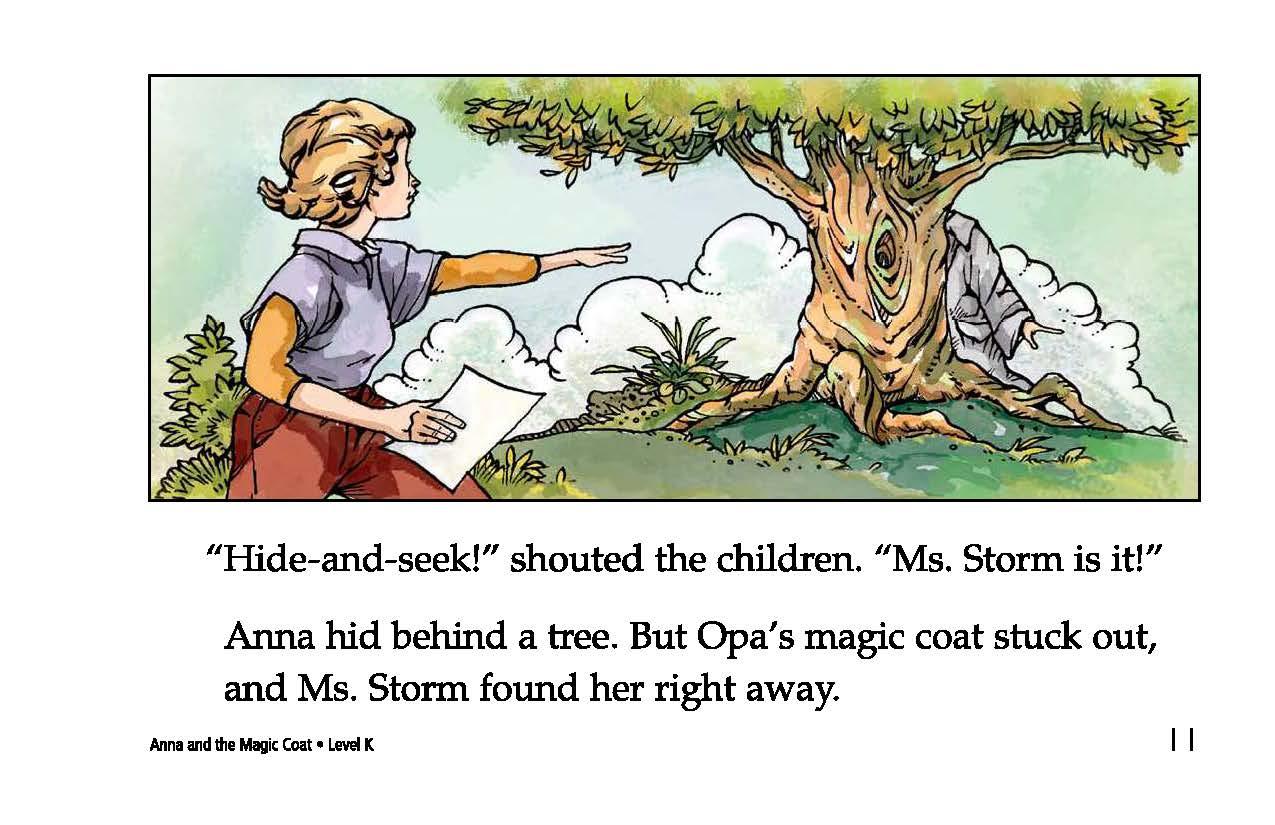 “Hide-and-seek!” shouted the children. “Ms. Storm is it!”
Anna hid behind a tree. But Opa’s magic coat stuck out,
and Ms. Storm found her right away.
Anna and the Magic Coat • Level K
11